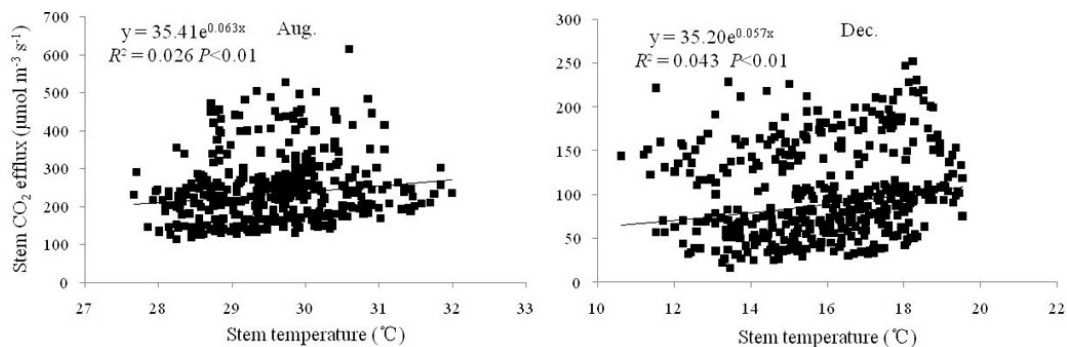 y = 35.41e^0.063x Aug.
R² = 0.026 P<0.01
700
600
500
400
300
200
100
0
Stem CO₂ efflux (μmol m⁻³ s⁻¹)
27 28 29 30 31 32 33
Stem temperature (℃)
y = 35.20e^0.057x Dec.
R² = 0.043 P<0.01
300
250
200
150
100
50
0
10 12 14 16 18 20 22
Stem temperature (℃)